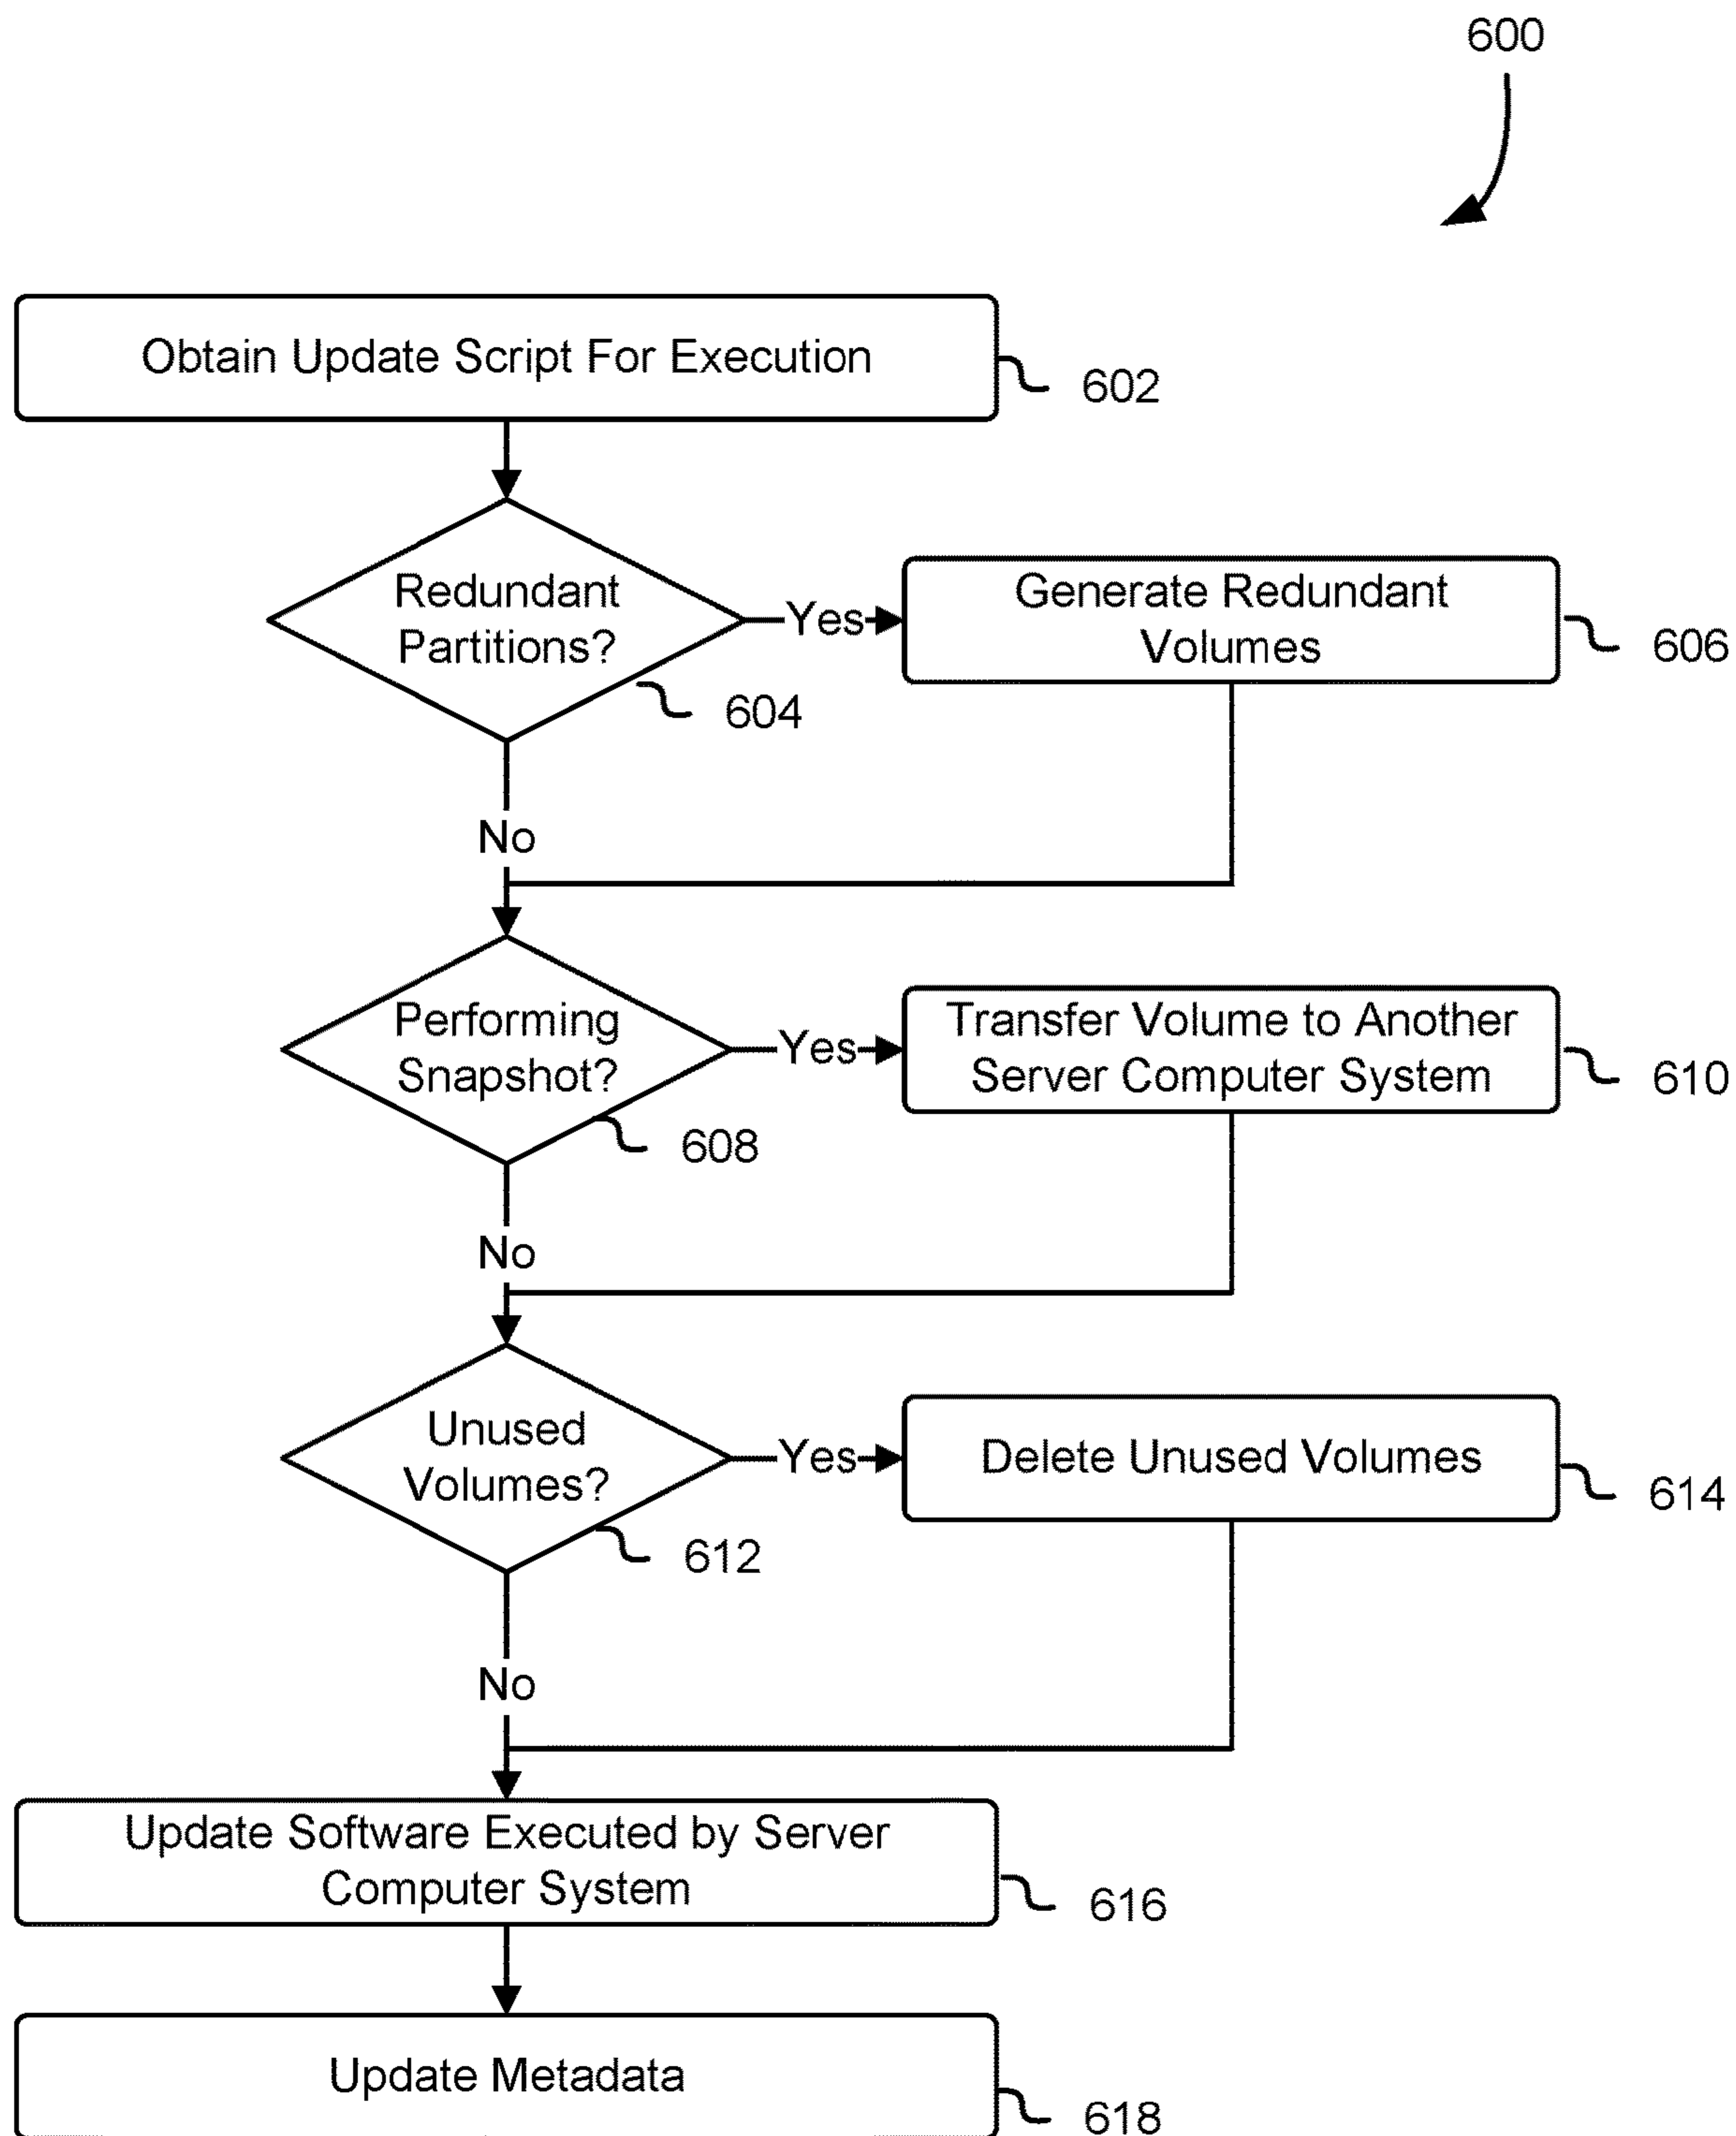 600
Obtain Update Script For Execution
602
Redundant
Partitions?
604
Yes
Generate Redundant
Volumes
606
No
Performing
Snapshot?
608
Yes
Transfer Volume to Another
Server Computer System
610
No
Unused
Volumes?
612
Yes
Delete Unused Volumes
614
No
Update Software Executed by Server
Computer System
616
Update Metadata
618